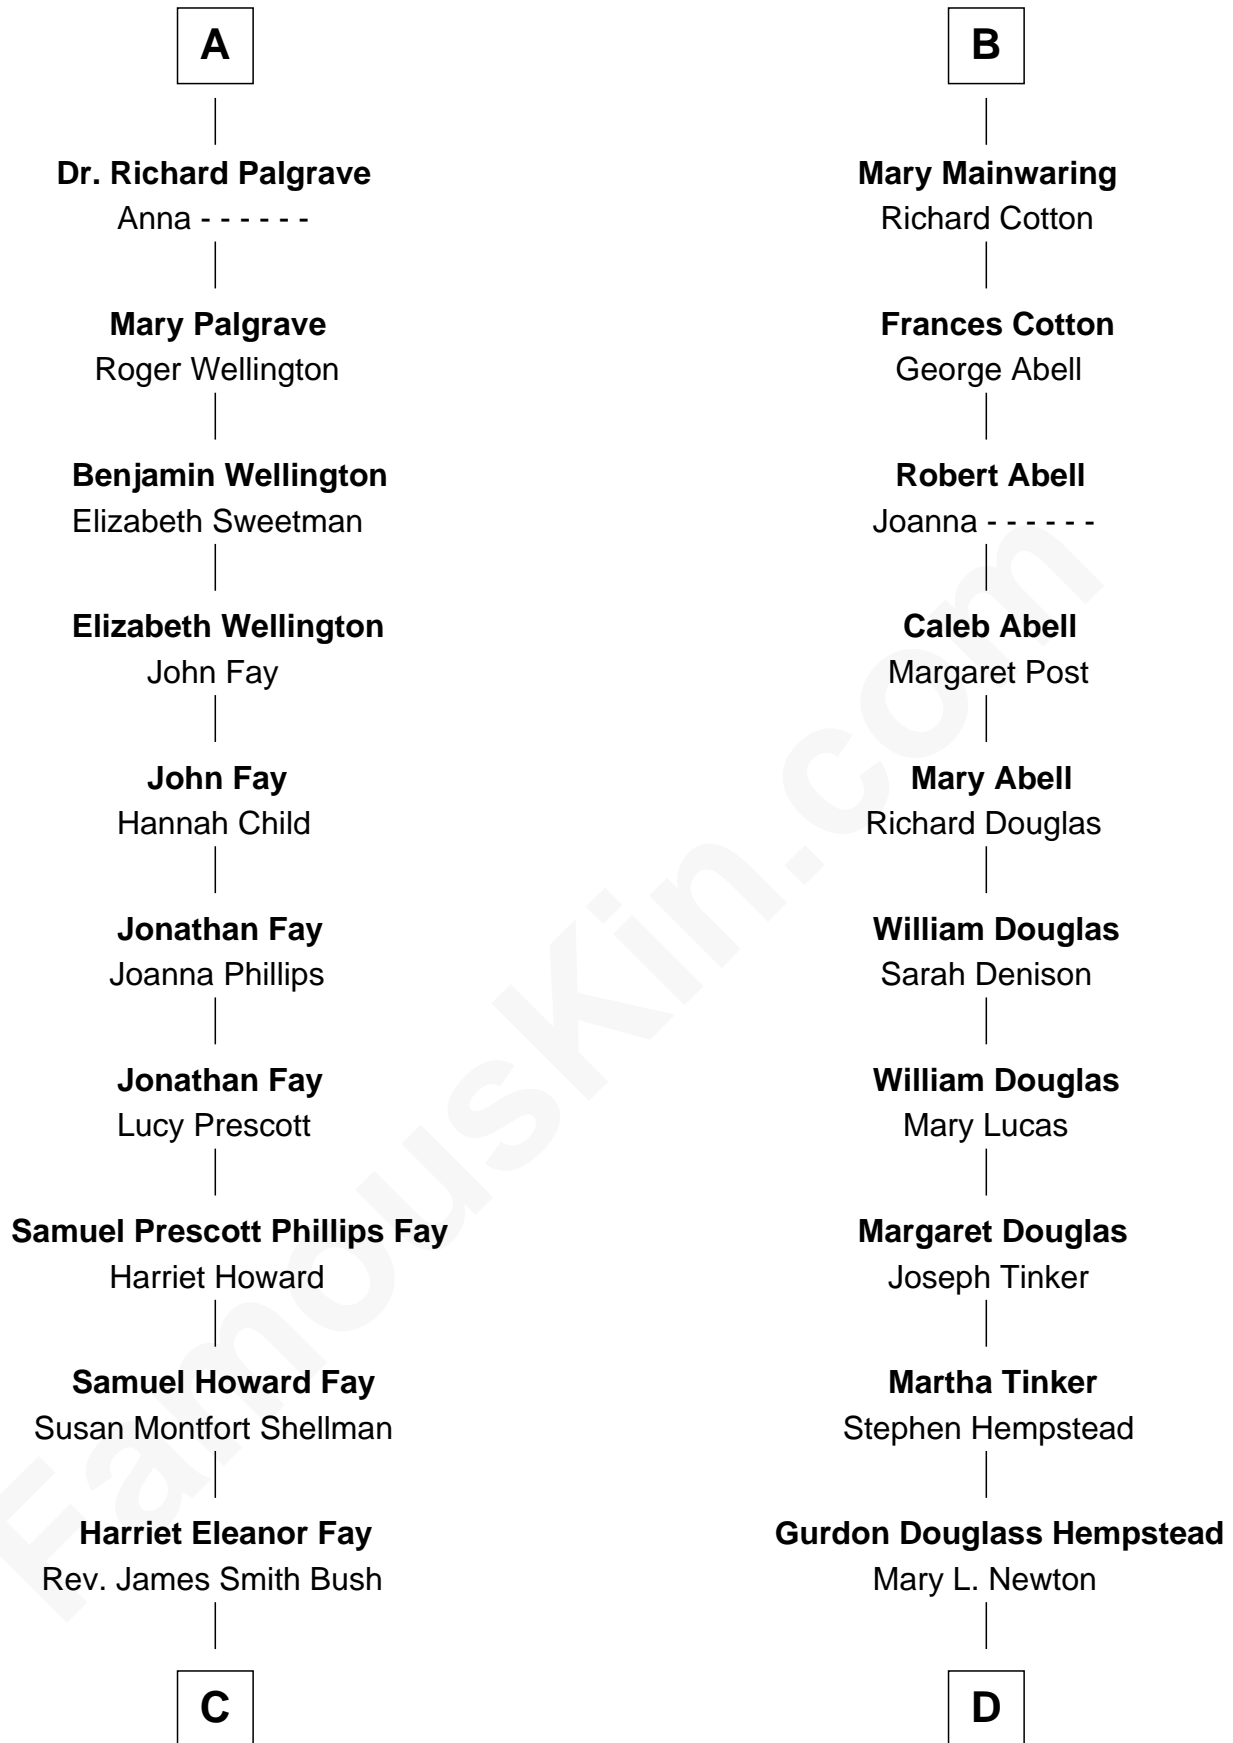 A
Dr. Richard Palgrave
Anna - - - - - -
Mary Palgrave
Roger Wellington
Benjamin Wellington
Elizabeth Sweetman
Elizabeth Wellington
John Fay
John Fay
Hannah Child
Jonathan Fay
Joanna Phillips
Jonathan Fay
Lucy Prescott
Samuel Prescott Phillips Fay
Harriet Howard
Samuel Howard Fay
Susan Montfort Shellman
Harriet Eleanor Fay
Rev. James Smith Bush
C
B
Mary Mainwaring
Richard Cotton
Frances Cotton
George Abell
Robert Abell
Joanna - - - - - -
Caleb Abell
Margaret Post
Mary Abell
Richard Douglas
William Douglas
Sarah Denison
William Douglas
Mary Lucas
Margaret Douglas
Joseph Tinker
Martha Tinker
Stephen Hempstead
Gurdon Douglass Hempstead
Mary L. Newton
D
FamousKin.com